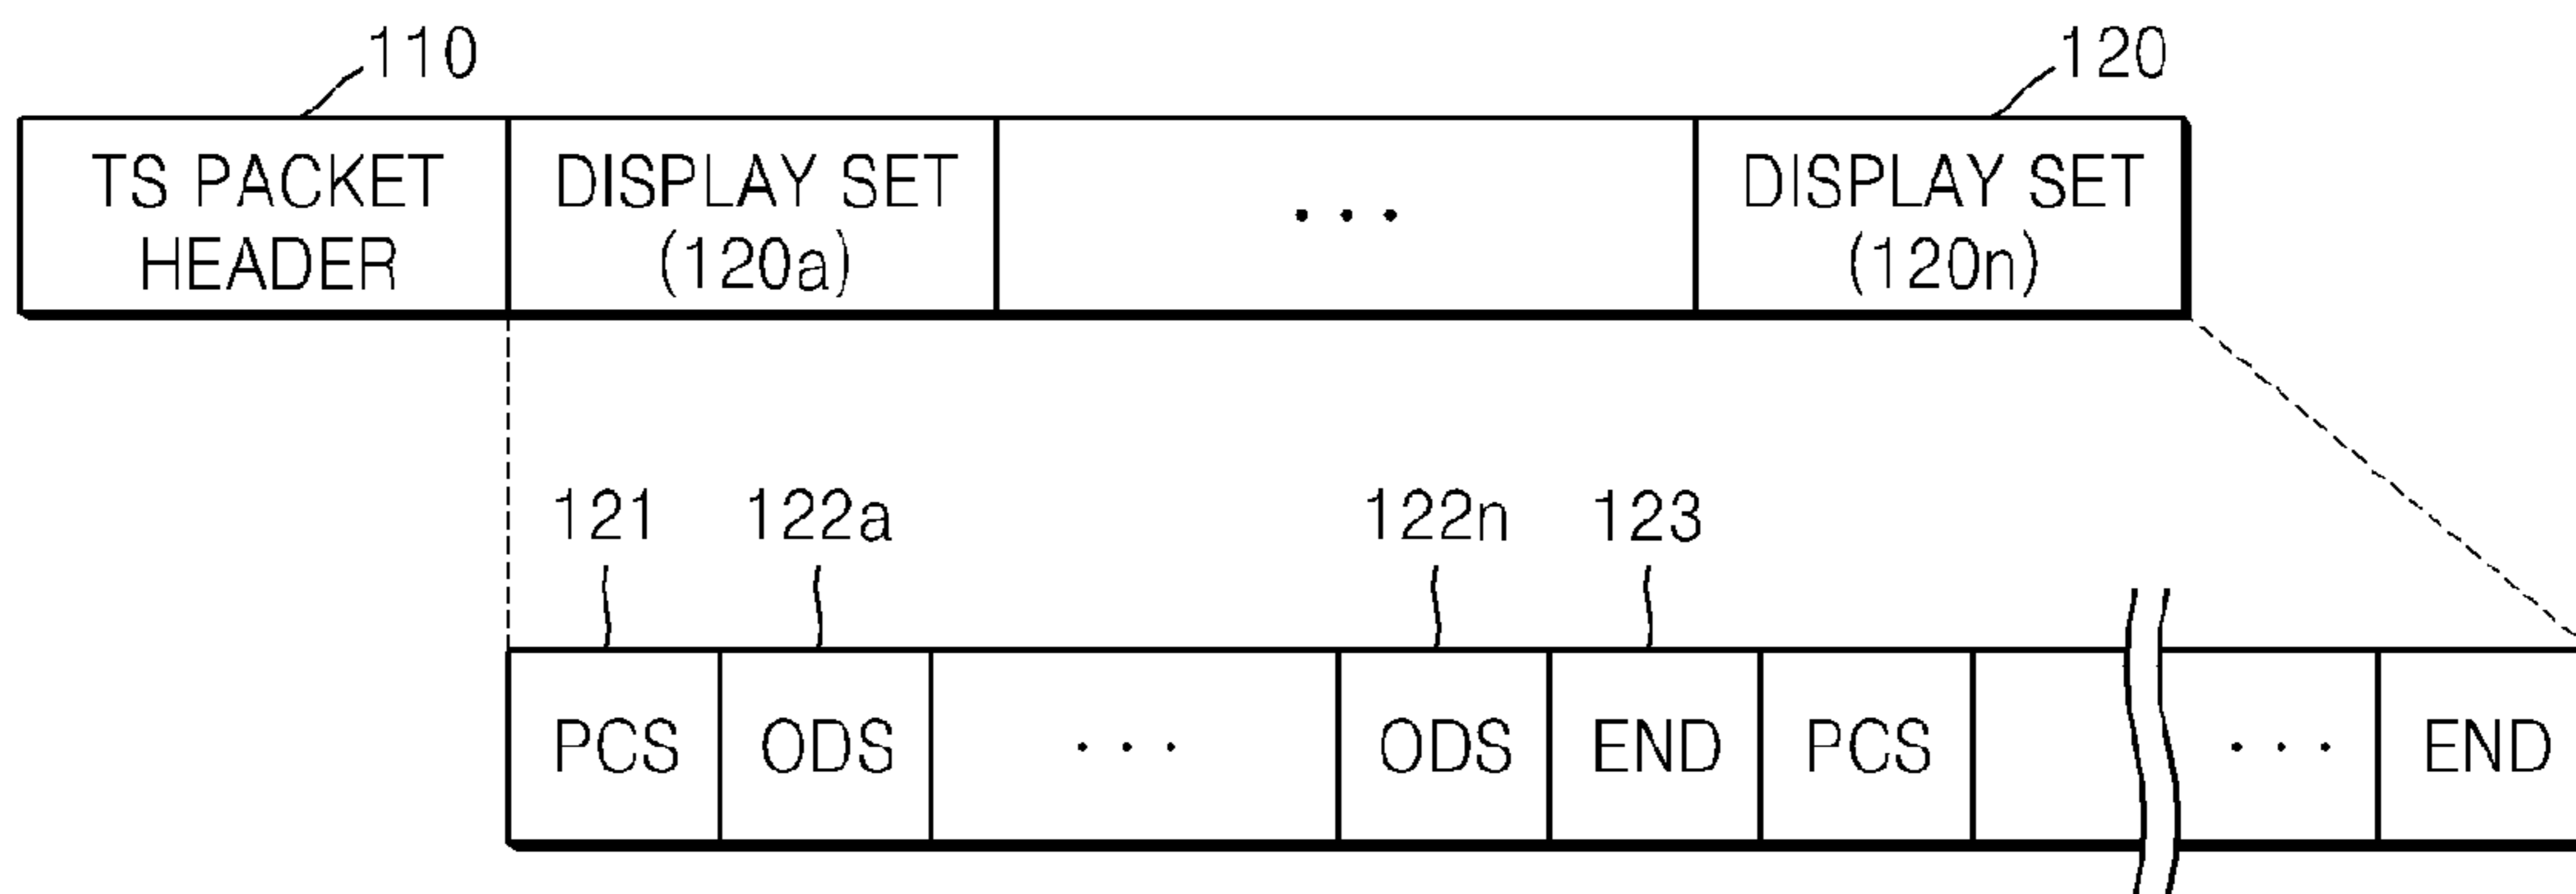 110
120
TS PACKET
HEADER
DISPLAY SET
(120a)
...
DISPLAY SET
(120n)
121
122a
122n
123
PCS
ODS
...
ODS
END
PCS
...
END